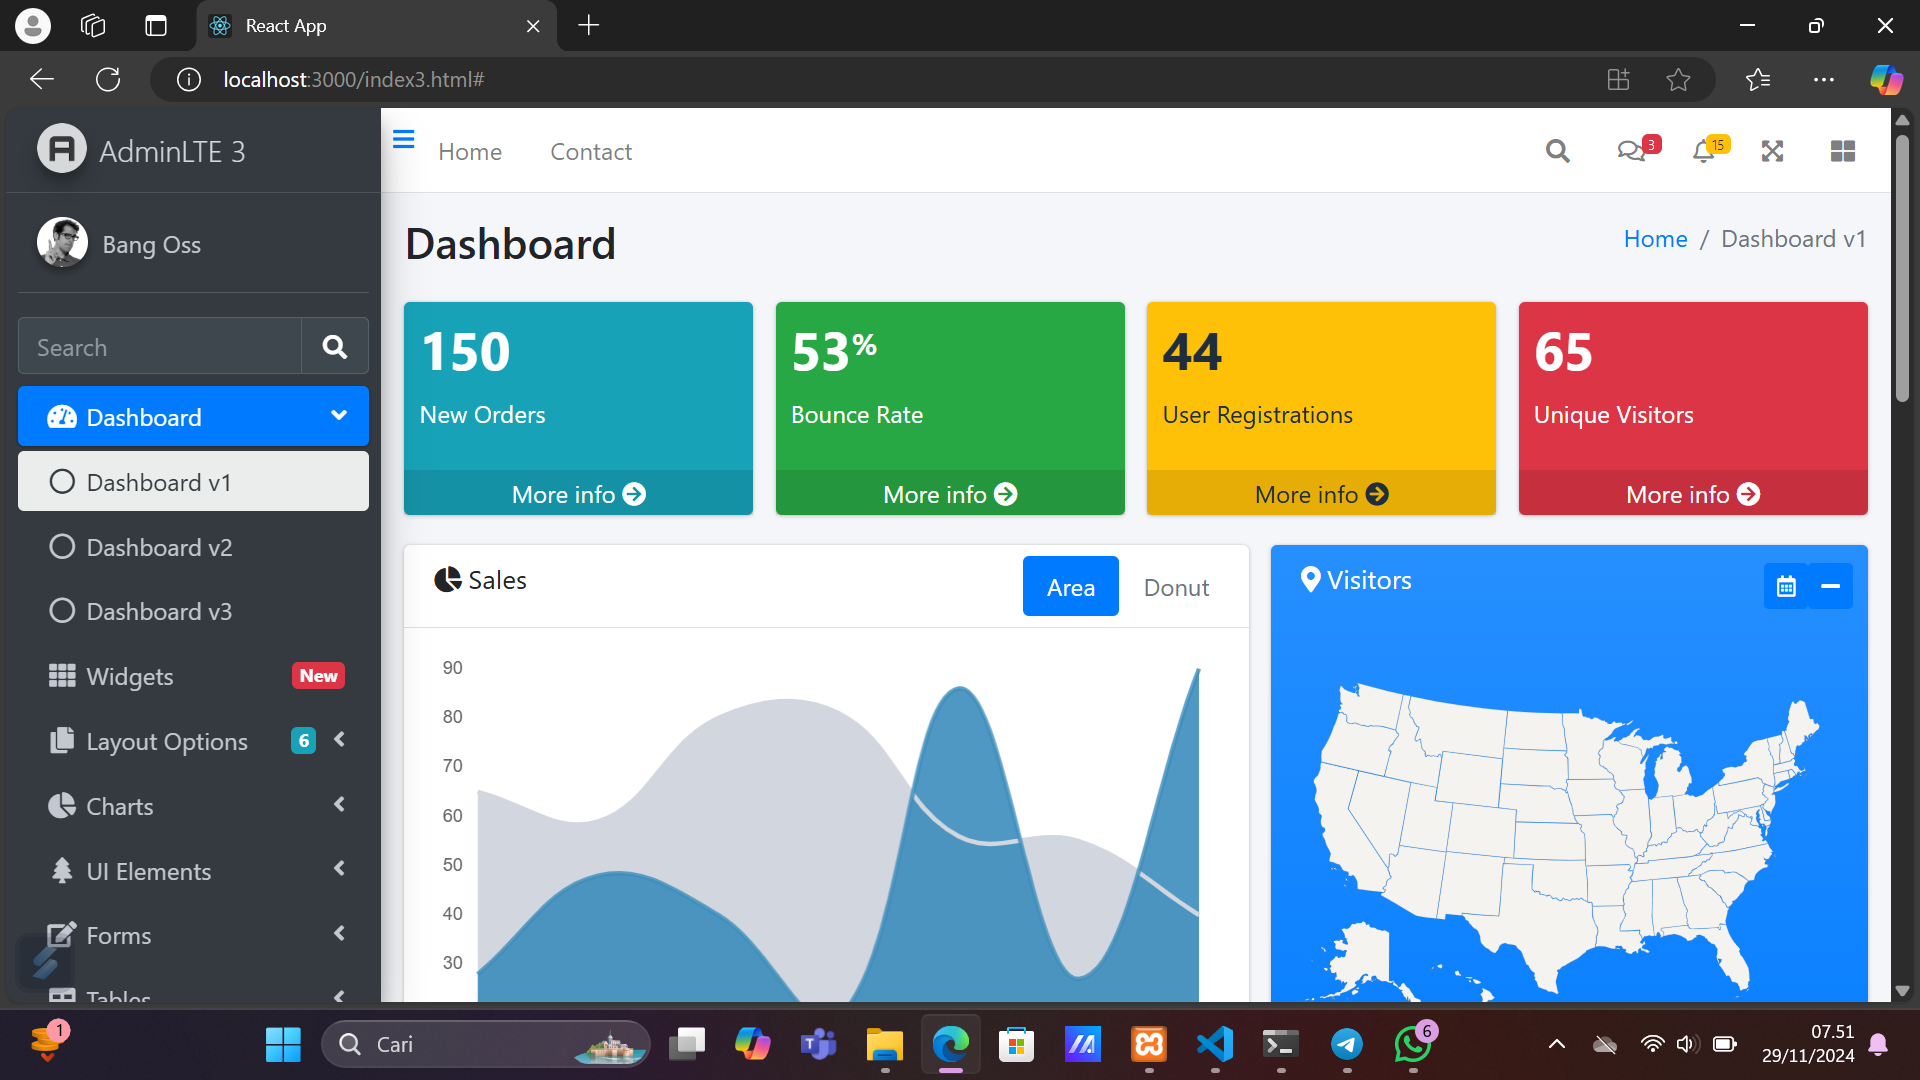 React App
localhost:3000/index3.html#
AdminLTE 3
Home
Contact
3
15
Bang Oss
Dashboard
Home / Dashboard v1
Search
Dashboard
Dashboard v1
Dashboard v2
Dashboard v3
Widgets New
Layout Options 6
Charts
UI Elements
Forms
Tables
150
New Orders
More info
53%
Bounce Rate
More info
44
User Registrations
More info
65
Unique Visitors
More info
Sales
Area
Donut
90
80
70
60
50
40
30
Visitors
1
Cari
6
07.51
29/11/2024